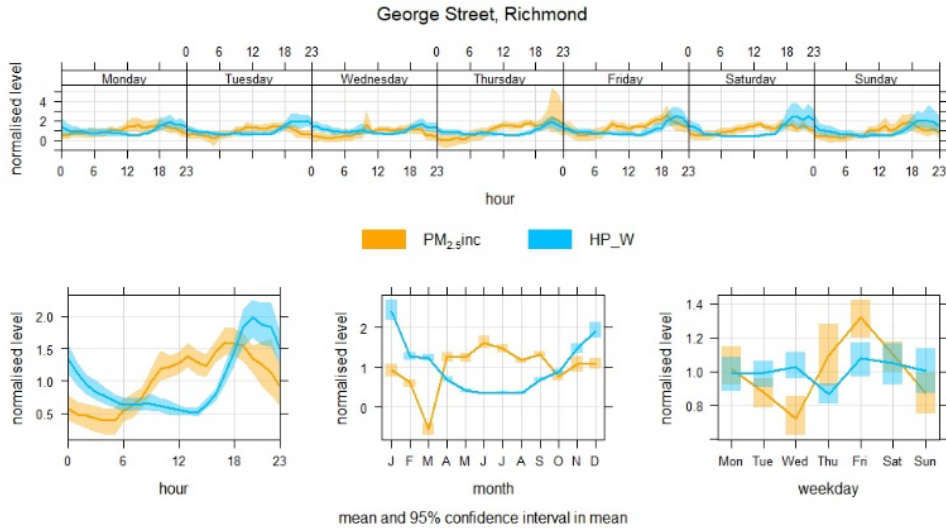 George Street, Richmond
0 6 12 18 23 0 6 12 18 23 0 6 12 18 23
Monday Tuesday Wednesday Thursday Friday Saturday Sunday
normalised level
4
2
0
0 6 12 18 23 0 6 12 18 23 0 6 12 18 23 0 6 12 18 23
hour
PM2.5inc HP_W
normalised level
2.0
1.5
1.0
0.5
0 6 12 18 23
hour
normalised level
2
1
0
J F M A M J J A S O N D
month
normalised level
1.4
1.2
1.0
0.8
Mon Tue Wed Thu Fri Sat Sun
weekday
mean and 95% confidence interval in mean